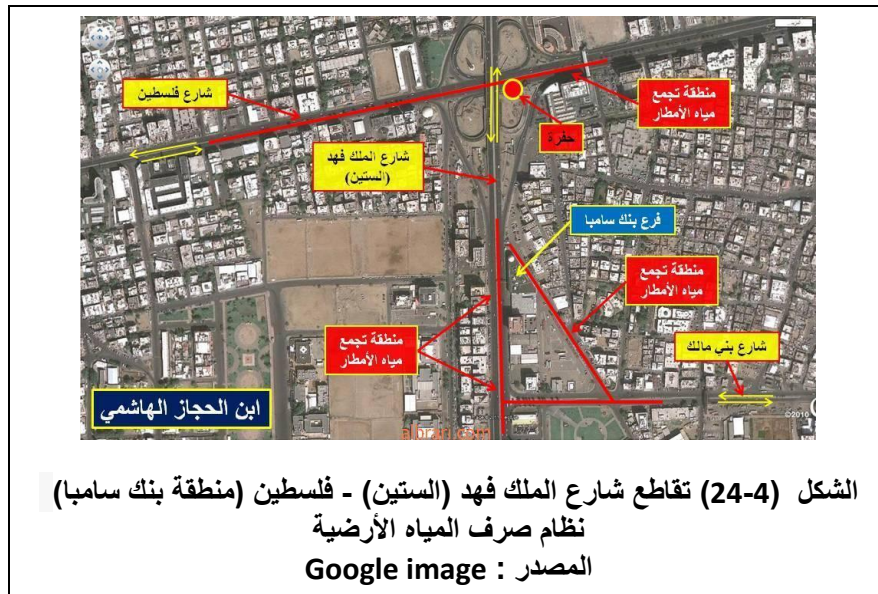 شارع فلسطين
منطقة تجمع
مياه الأمطار
حفرة
شارع الملك فهد
(الستين)
فرع بنك سامبا
منطقة تجمع
مياه الأمطار
منطقة تجمع
مياه الأمطار
شارع بني مالك
ابن الحجاز الهاشمي
©2010
الشكل (4-24) تقاطع شارع الملك فهد (الستين) - فلسطين (منطقة بنك سامبا)
نظام صرف المياه الأرضية
المصدر : Google image